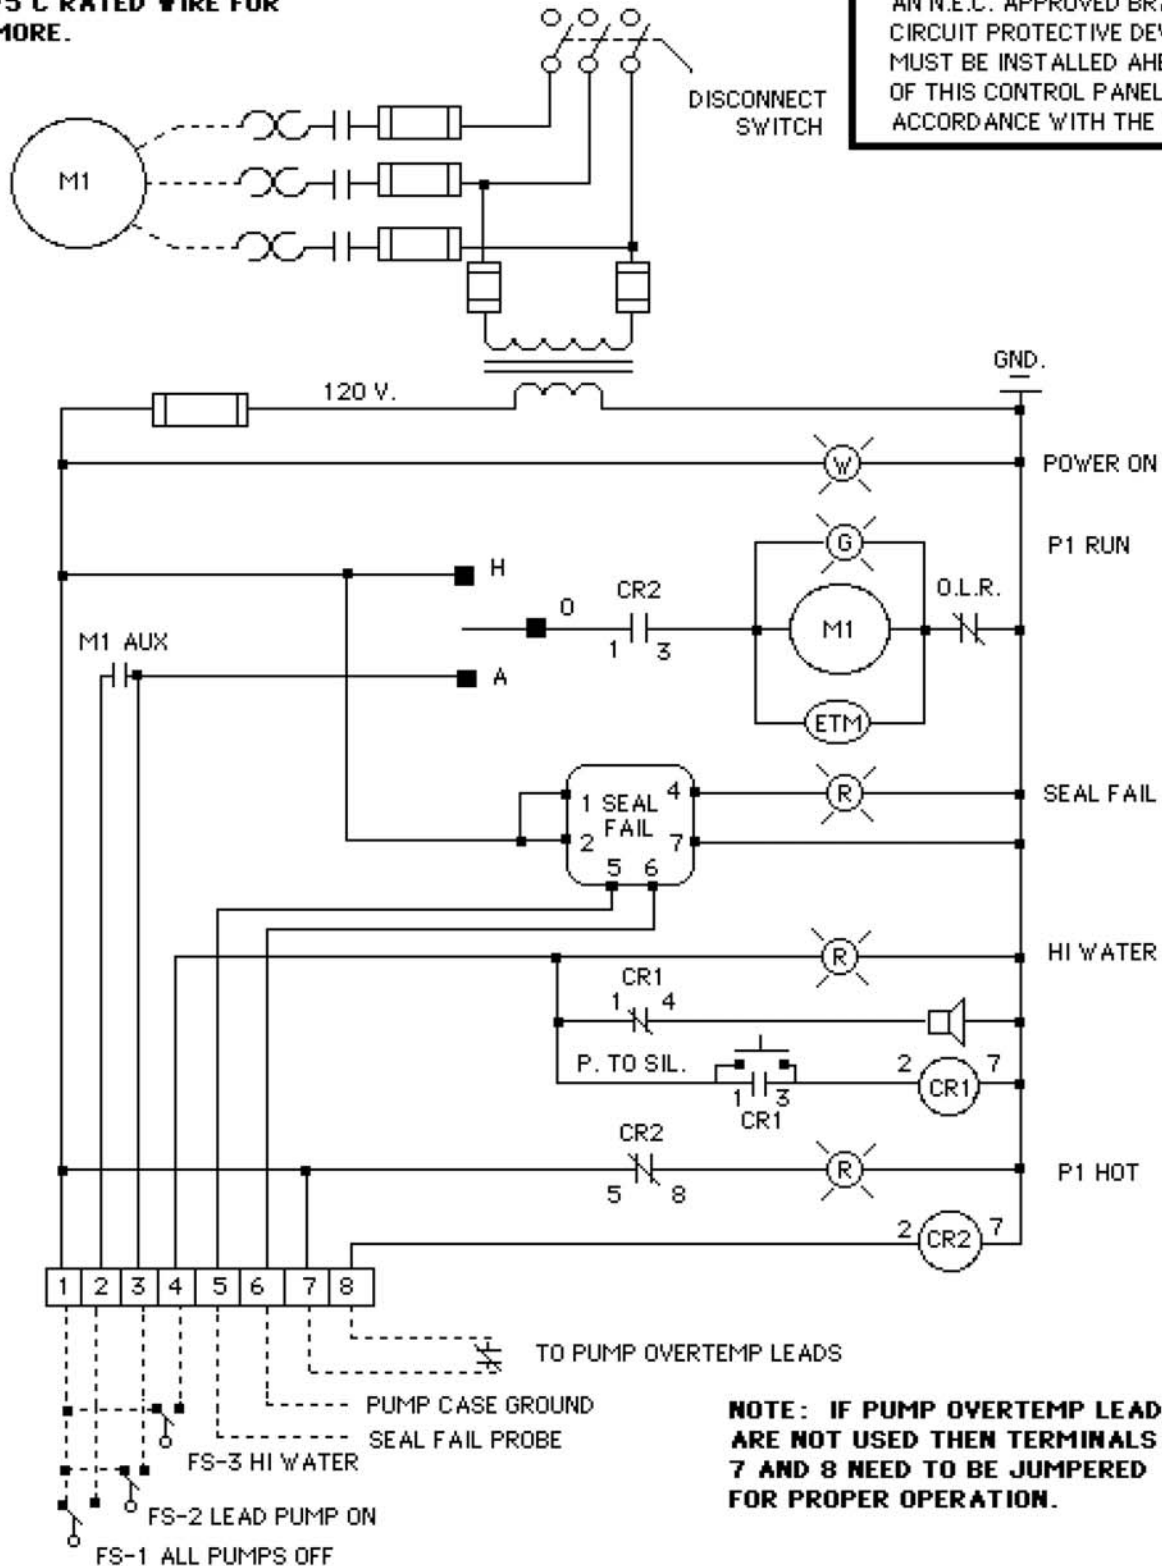 RATED WIRE FOR
MORE.
AN N.E.C. APPROVED
CIRCUIT PROTECTIVE
MUST BE INSTALLED
OF THIS CONTROL PANEL
ACCORDANCE WITH THE
DISCONNECT
SWITCH
M1
GND.
120 V.
W
POWER ON
G
P1 RUN
H
O
CR2
1 3
M1
O.L.R.
M1 AUX
A
ETM
1 SEAL 4
FAIL
2 7
5 6
R
SEAL FAIL
R
HI WATER
CR1
1 4
P. TO SIL.
1 3
CR1
2 7
CR1
CR2
5 8
R
P1 HOT
2 7
CR2
1 2 3 4 5 6 7 8
TO PUMP OVERTEMP LEADS
PUMP CASE GROUND
SEAL FAIL PROBE
FS-3 HI WATER
FS-2 LEAD PUMP ON
FS-1 ALL PUMPS OFF
NOTE: IF PUMP OVERTEMP LEAD
ARE NOT USED THEN TERMINALS
7 AND 8 NEED TO BE JUMPERED
FOR PROPER OPERATION.